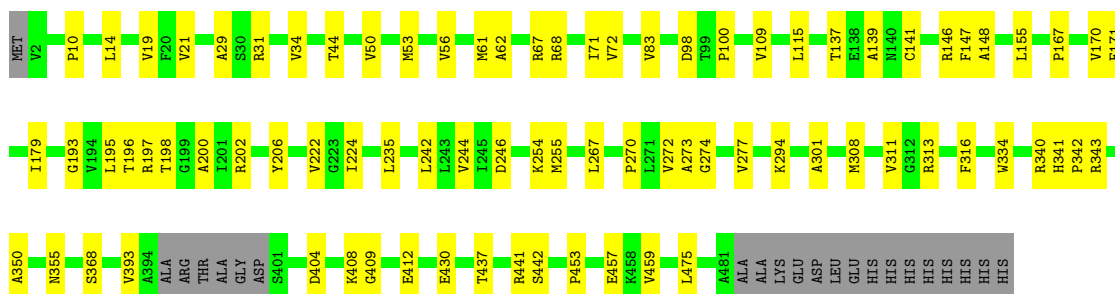 MET V2 P10 L14 V19 F20 V21 A29 S30 R31 V34 T44 V50 M53 V56 M61 A62 R67 R68 I71 V72 V83 D98 T99 P100 V109 L115 T137 E138 A139 N140 C141 R146 F147 A148 L155 P167 V170
I179 G193 V194 L195 T196 R197 T198 G199 A200 I201 R202 Y206 V222 G223 I224 L235 L242 L243 V244 I245 D246 K254 M255 L267 P270 L271 V272 A273 G274 V277 K294 A301 M308 V311 G312 R313 F316 W334 R340 H341 P342 R343
A350 N355 S368 V393 A394 ALA ARG THR ALA GLY ASP S401 D404 K408 G409 E412 E430 T437 R441 S442 P453 E457 K458 V459 L475 A481 ALA ALA LYS GLU ASP LEU GLU HIS HIS HIS HIS HIS HIS HIS HIS